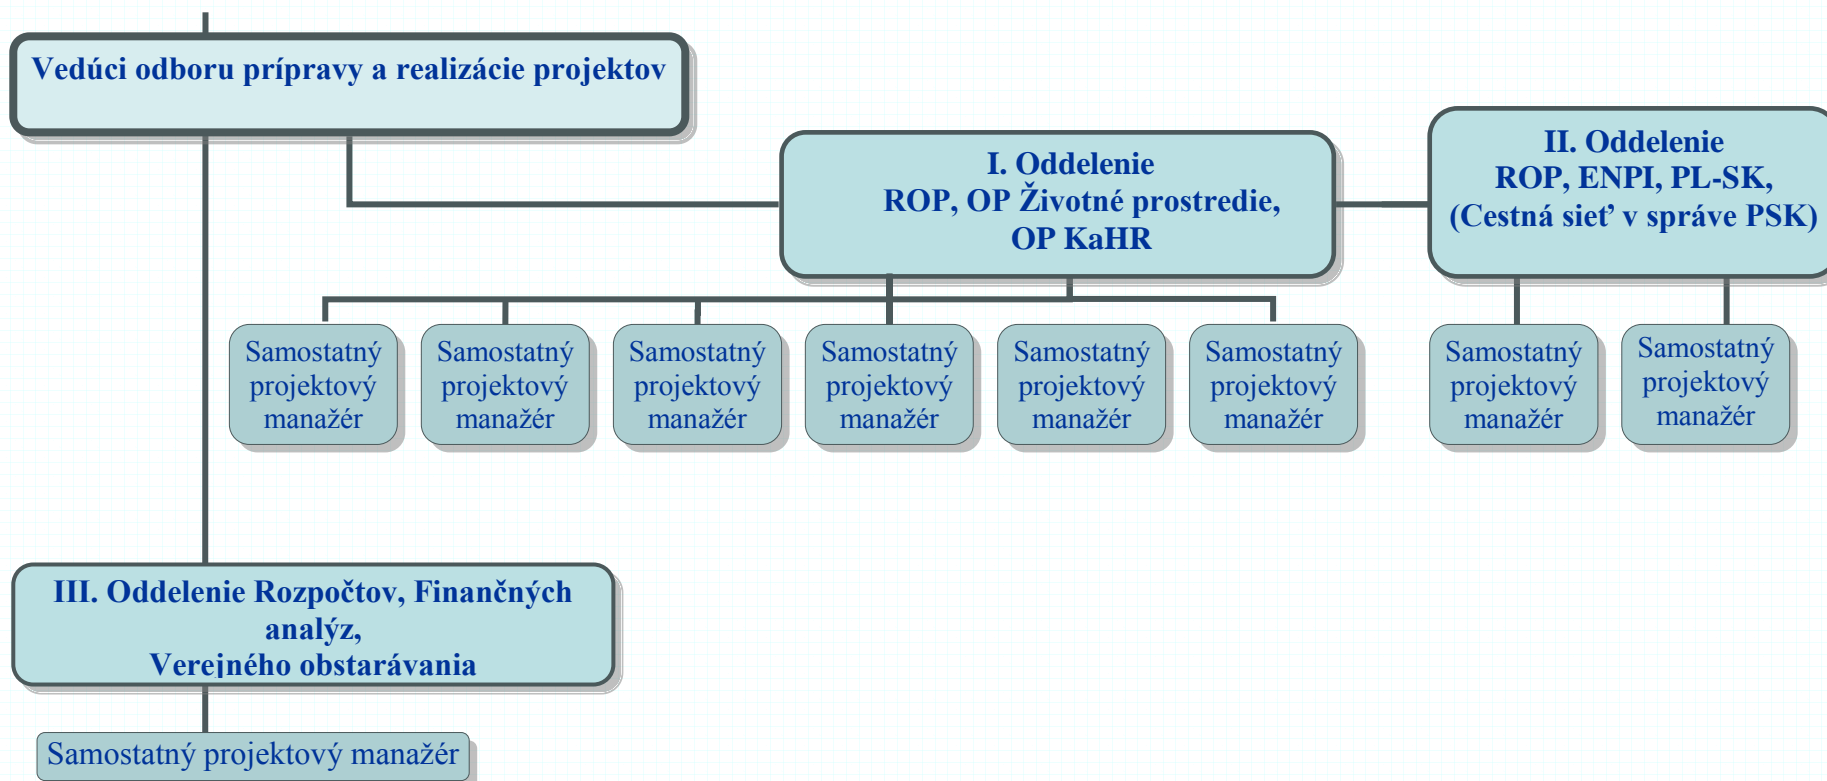 Vedúci odboru prípravy a realizácie projektov
I. Oddelenie
ROP, OP Životné prostredie,
OP KaHR
II. Oddelenie
ROP, ENPI, PL-SK,
(Cestná sieť v správe PSK)
Samostatný
projektový
manažér
Samostatný
projektový
manažér
Samostatný
projektový
manažér
Samostatný
projektový
manažér
Samostatný
projektový
manažér
Samostatný
projektový
manažér
Samostatný
projektový
manažér
Samostatný
projektový
manažér
III. Oddelenie Rozpočtov, Finančných
analýz,
Verejného obstarávania
Samostatný projektový manažér